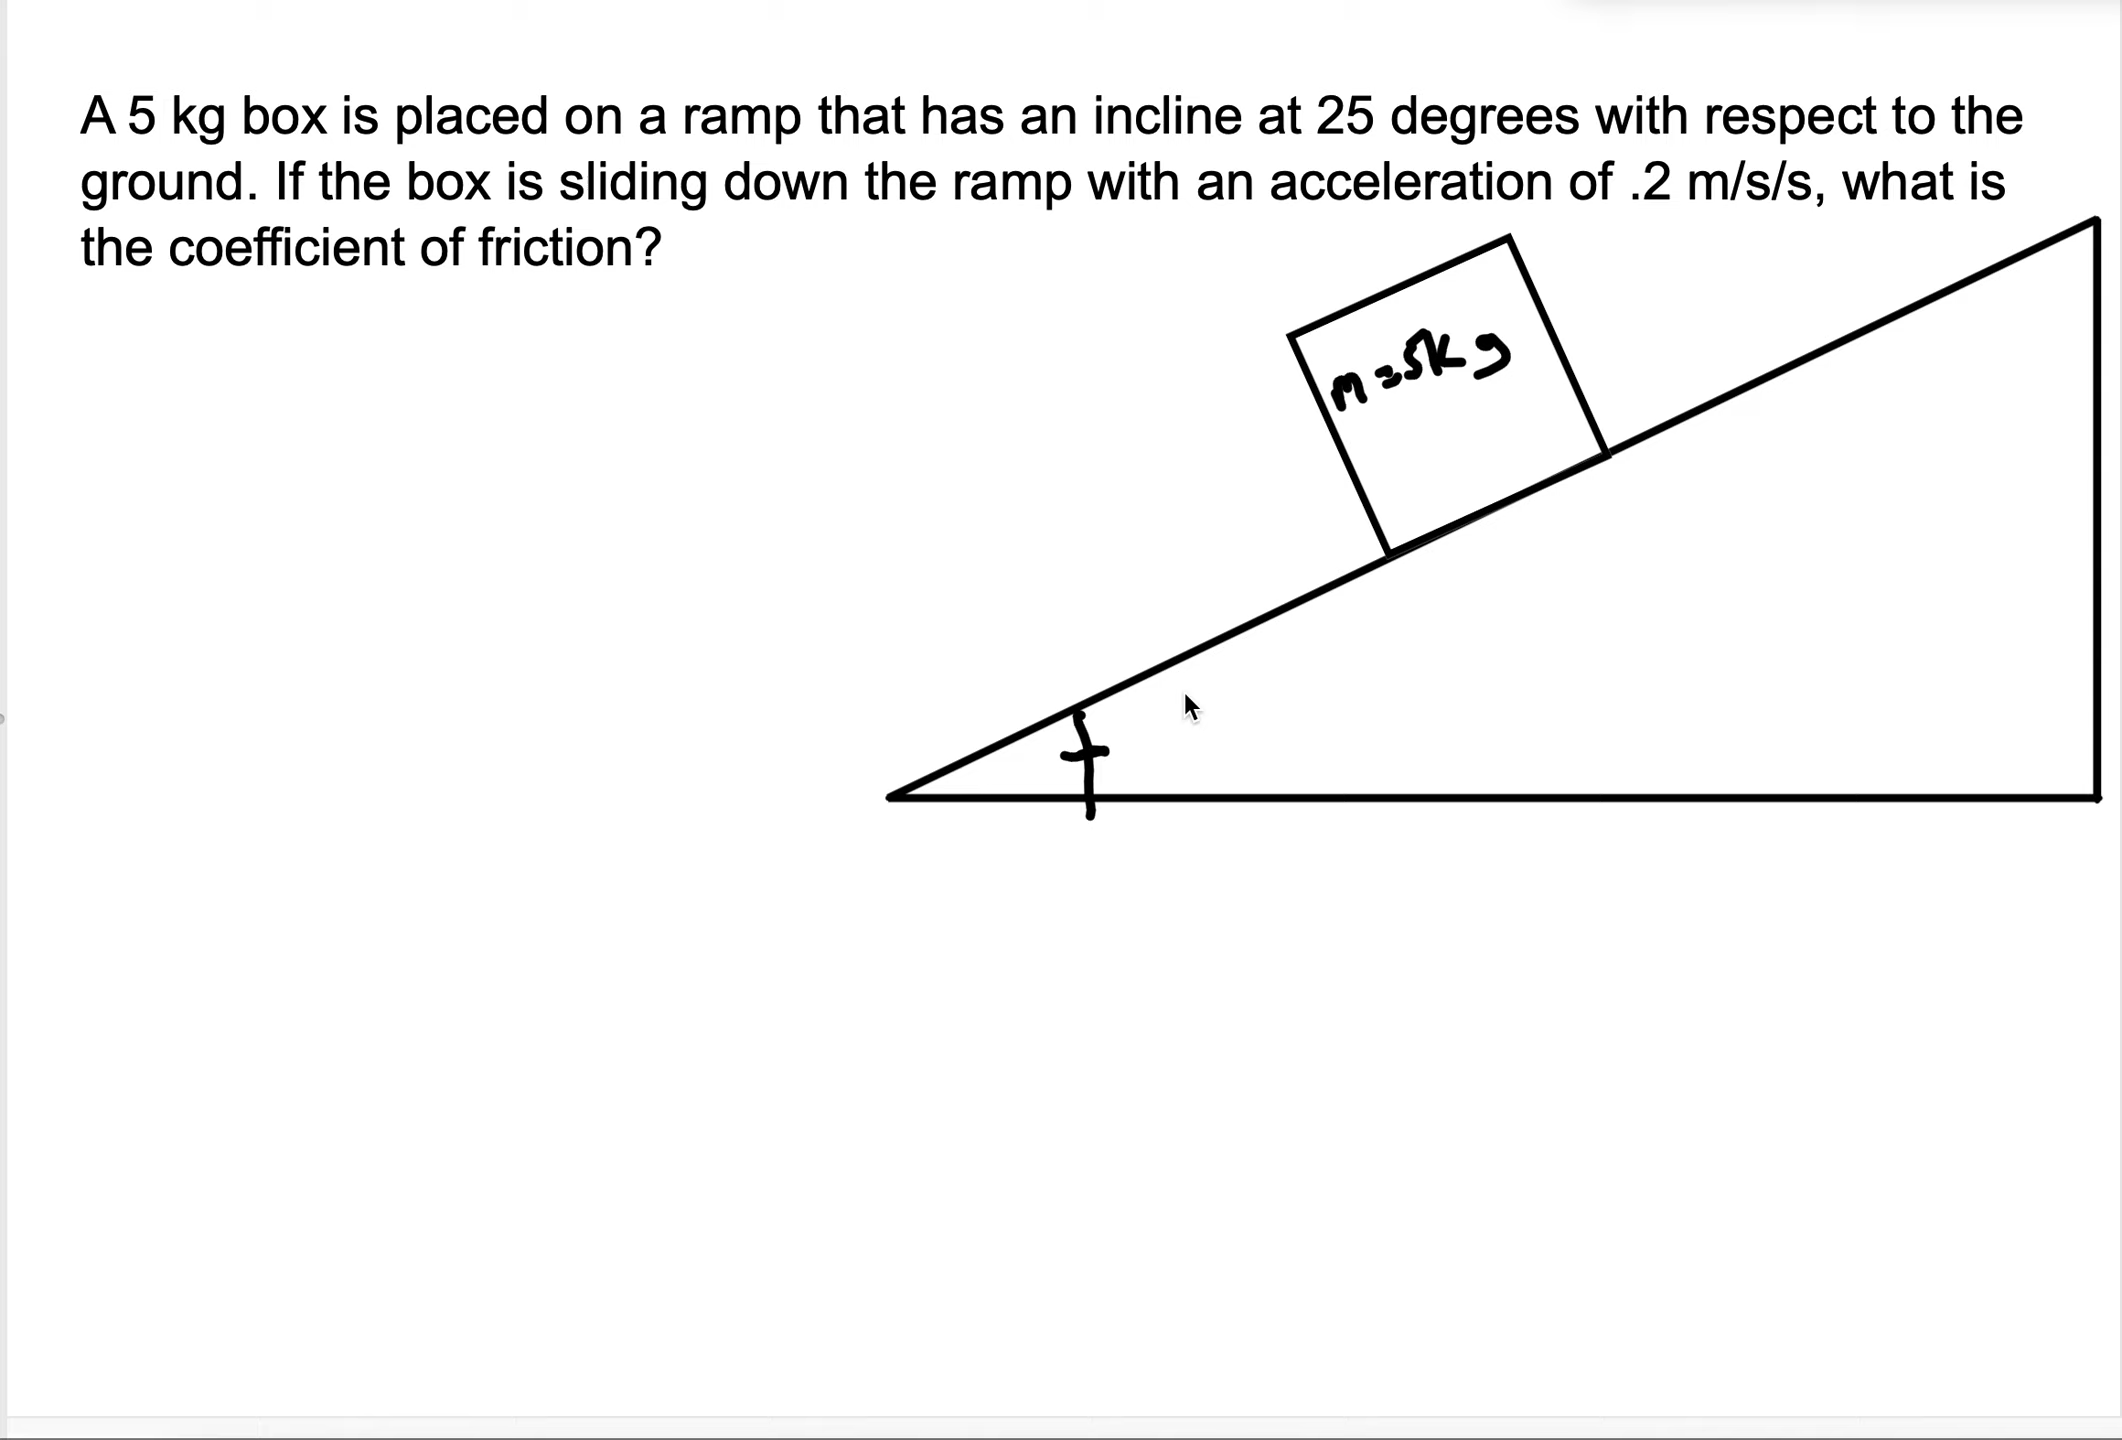 A 5 kg box is placed on a ramp that has an incline at 25 degrees with respect to the
ground. If the box is sliding down the ramp with an acceleration of .2 m/s/s, what is
the coefficient of friction?
m=5kg